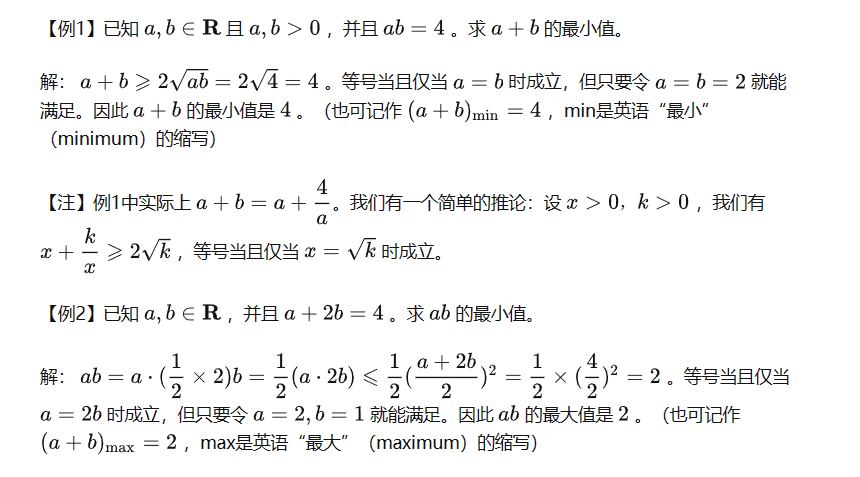 【例1】已知 $a,b\in\mathbf{R}$ 且 $a,b>0$ ，并且 $ab=4$ 。求 $a+b$ 的最小值。
解： $a+b\geqslant 2\sqrt{ab}=2\sqrt{4}=4$ 。等号当且仅当 $a=b$ 时成立，但只要令 $a=b=2$ 就能
满足。因此 $a+b$ 的最小值是 $4$ 。（也可记作 $(a+b)_{\min}=4$ ，min是英语“最小”
（minimum）的缩写）
【注】例1中实际上 $a+b=a+\dfrac{4}{a}$。我们有一个简单的推论：设 $x>0，k>0$ ，我们有
$x+\dfrac{k}{x}\geqslant 2\sqrt{k}$ ，等号当且仅当 $x=\sqrt{k}$ 时成立。
【例2】已知 $a,b\in\mathbf{R}$ ，并且 $a+2b=4$ 。求 $ab$ 的最小值。
解： $ab=a\cdot(\dfrac{1}{2}\times 2)b=\dfrac{1}{2}(a\cdot 2b)\leqslant\dfrac{1}{2}(\dfrac{a+2b}{2})^2=\dfrac{1}{2}\times(\dfrac{4}{2})^2=2$ 。等号当且仅当
$a=2b$ 时成立，但只要令 $a=2,b=1$ 就能满足。因此 $ab$ 的最大值是 $2$ 。（也可记作
$(a+b)_{\max}=2$ ，max是英语“最大”（maximum）的缩写）